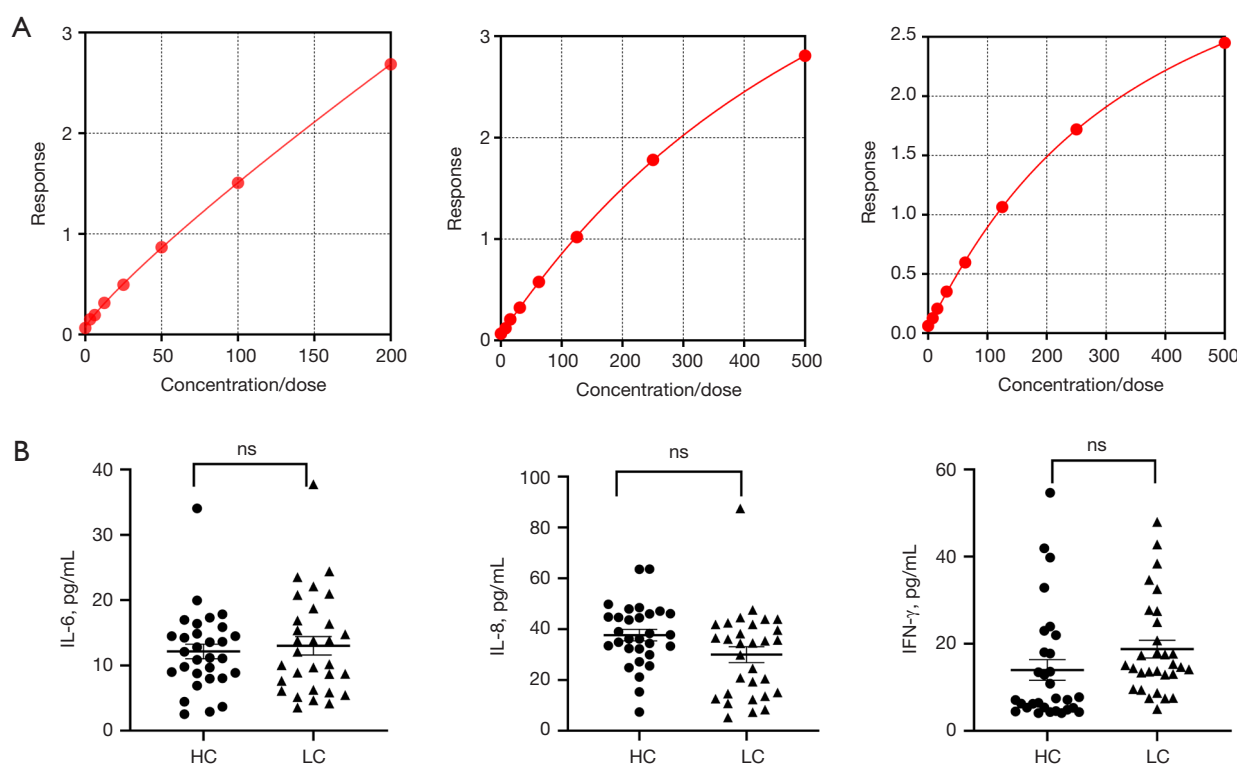 A
Response
3
2
1
0
0 50 100 150 200
Concentration/dose
Response
3
2
1
0
0 100 200 300 400 500
Concentration/dose
Response
2.5
2.0
1.5
1.0
0.5
0.0
0 100 200 300 400 500
Concentration/dose
B
IL-6, pg/mL
40
30
20
10
0
ns
HC LC
IL-8, pg/mL
100
80
60
40
20
0
ns
HC LC
IFN-γ, pg/mL
60
40
20
0
ns
HC LC